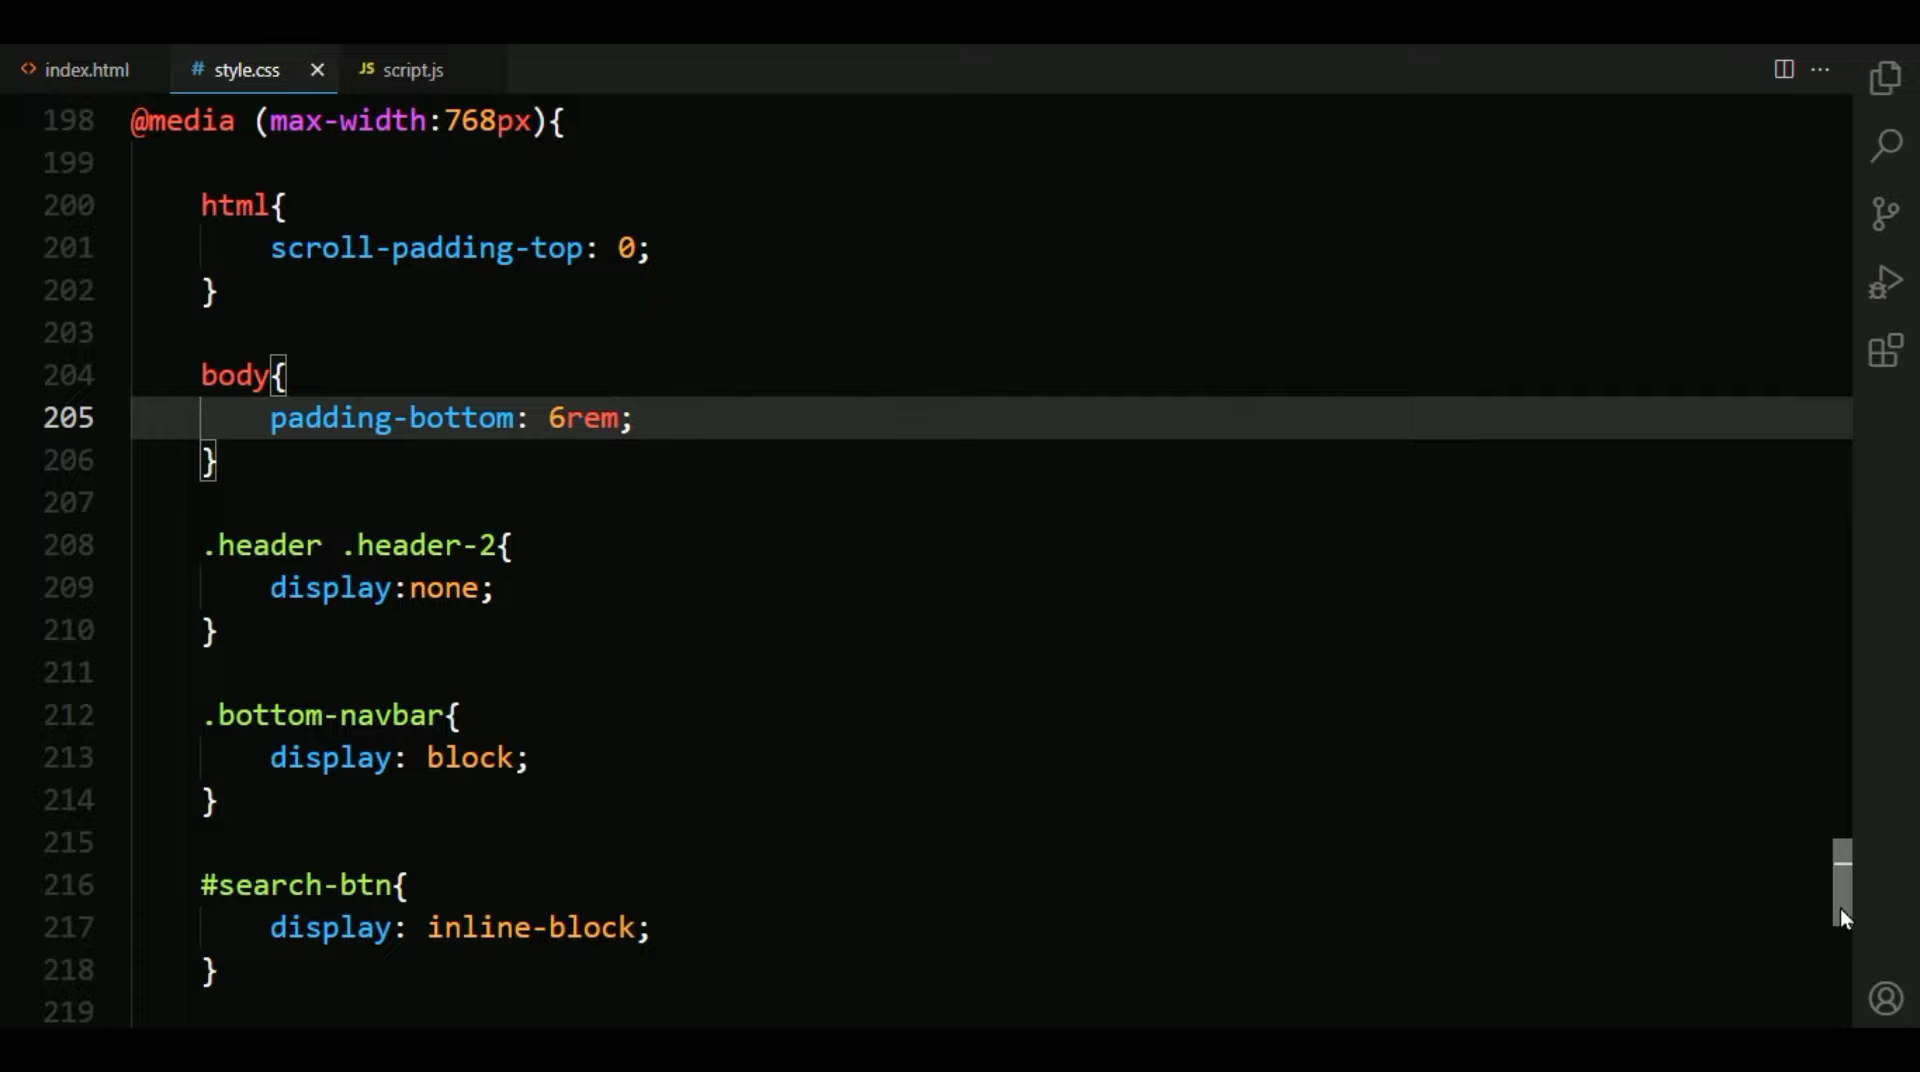 index.html
style.css
JS script.js
198 @media (max-width:768px){
199
200 html{
201 scroll-padding-top: 0;
202 }
203
204 body{
205 padding-bottom: 6rem;
206 }
207
208 .header .header-2{
209 display:none;
210 }
211
212 .bottom-navbar{
213 display: block;
214 }
215
216 #search-btn{
217 display: inline-block;
218 }
219